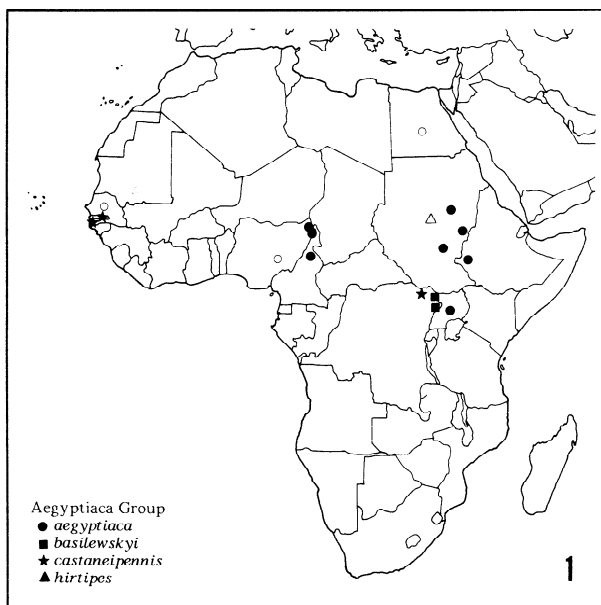 Aegyptiaca Group
● aegyptiaca
■ basilewskyi
★ castaneipennis
▲ hirtipes
1